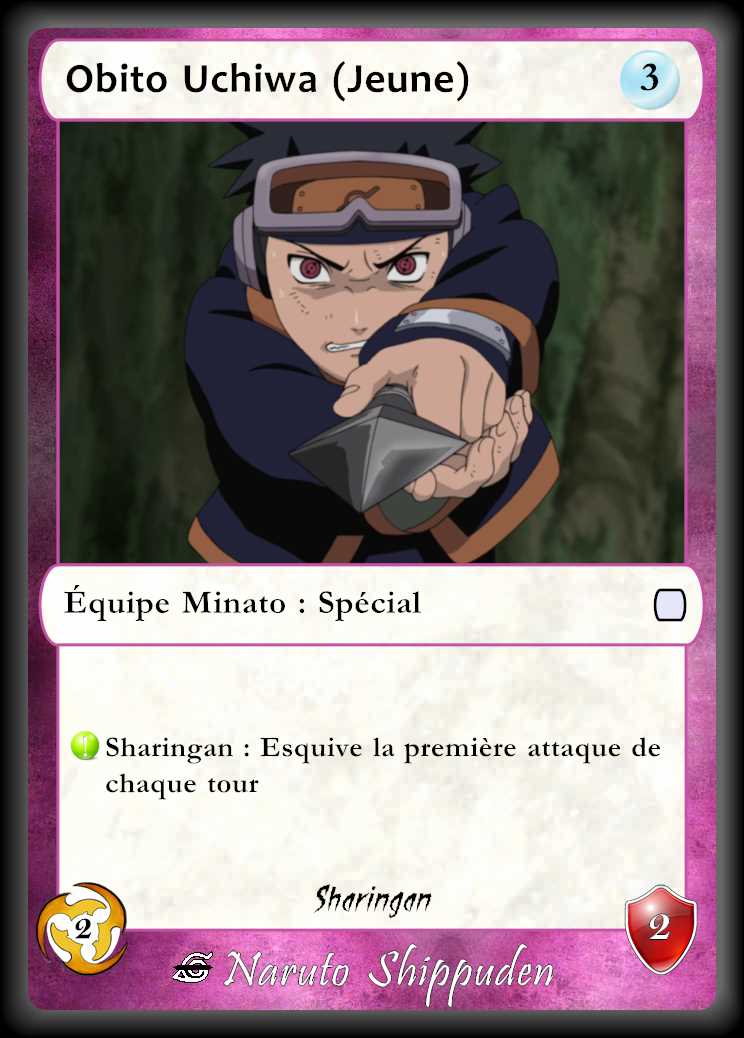 Obito Uchiwa (Jeune)
3
Équipe Minato : Spécial
! Sharingan : Esquive la première attaque de
chaque tour
Sharingan
2
2
Naruto Shippuden